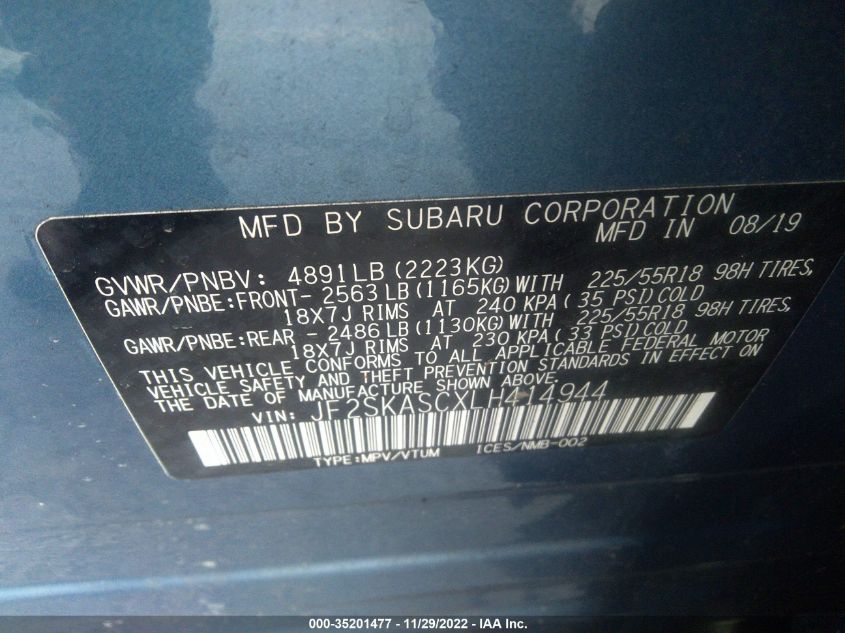 MFD BY SUBARU CORPORATION
MFD IN 08/19
GVWR/PNBV: 4891LB (2223KG)
GAWR/PNBE:FRONT- 2563 LB (1165KG) WITH 225/55R18 98H TIRES,
18X7J RIMS AT 240 KPA ( 35 PSI) COLD
GAWR/PNBE:REAR - 2486 LB (1130KG) WITH 225/55R18 98H TIRES,
18X7J RIMS AT 230 KPA ( 33 PSI) COLD
THIS VEHICLE CONFORMS TO ALL APPLICABLE FEDERAL MOTOR
VEHICLE SAFETY AND THEFT PREVENTION STANDARDS IN EFFECT ON
THE DATE OF MANUFACTURE SHOWN ABOVE.
VIN: JF2SKASCXLH414944
TYPE:MPV/VTUM ICES/NMB-002
000-35201477 - 11/29/2022 - IAA Inc.